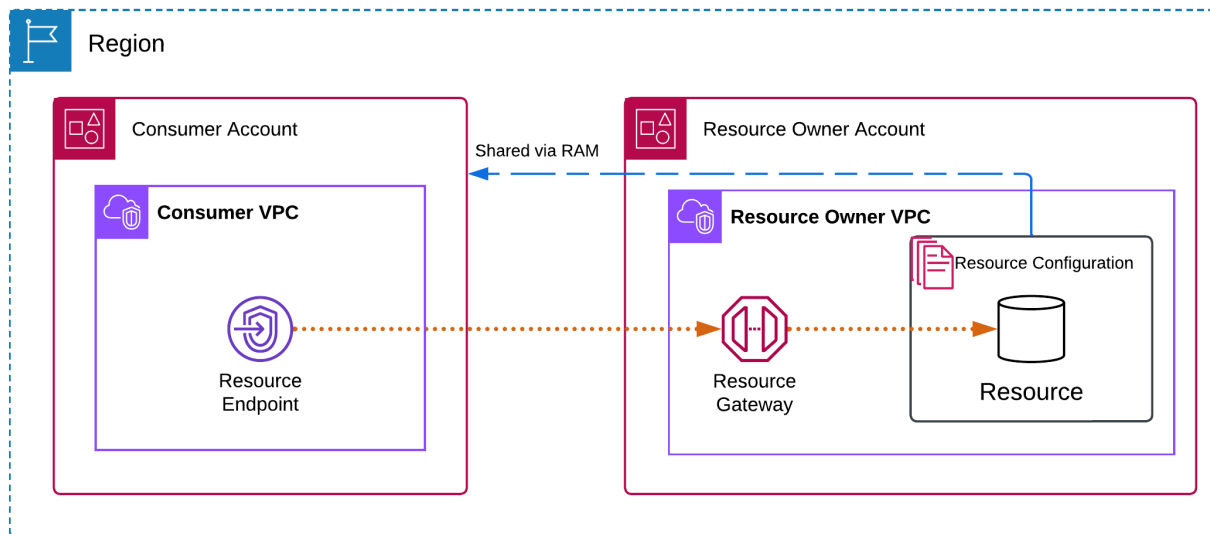 Region
Consumer Account
Resource Owner Account
Shared via RAM
Consumer VPC
Resource Owner VPC
Resource Configuration
Resource
Endpoint
Resource
Gateway
Resource